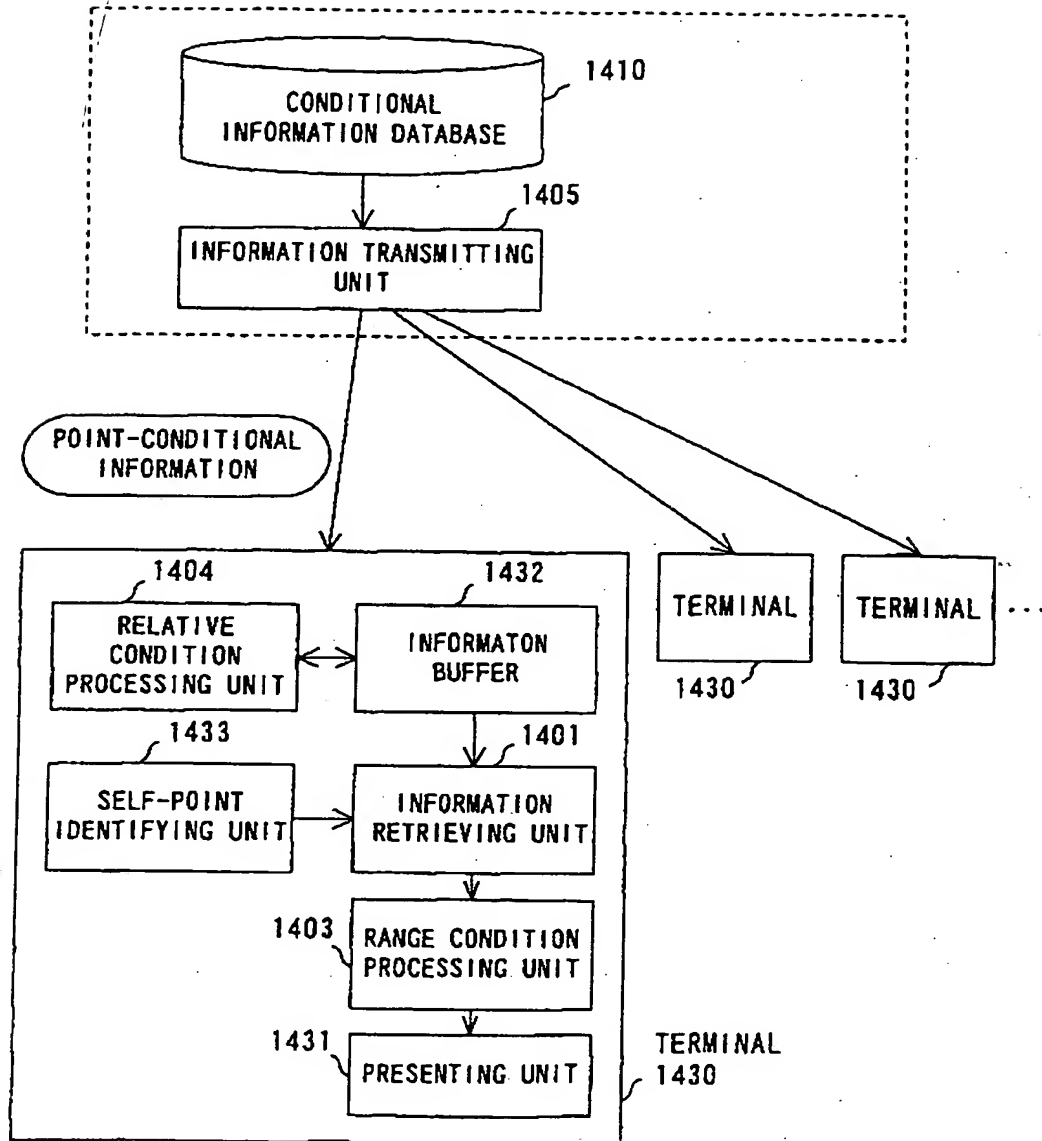 1410
CONDITIONAL
INFORMATION DATABASE
1405
INFORMATION TRANSMITTING
UNIT
POINT-CONDITIONAL
INFORMATION
1404
RELATIVE
CONDITION
PROCESSING UNIT
1432
INFORMATON
BUFFER
TERMINAL
1430
TERMINAL
1430
...
1433
SELF-POINT
IDENTIFYING UNIT
1401
INFORMATION
RETRIEVING UNIT
1403
RANGE CONDITION
PROCESSING UNIT
1431
PRESENTING UNIT
TERMINAL
1430